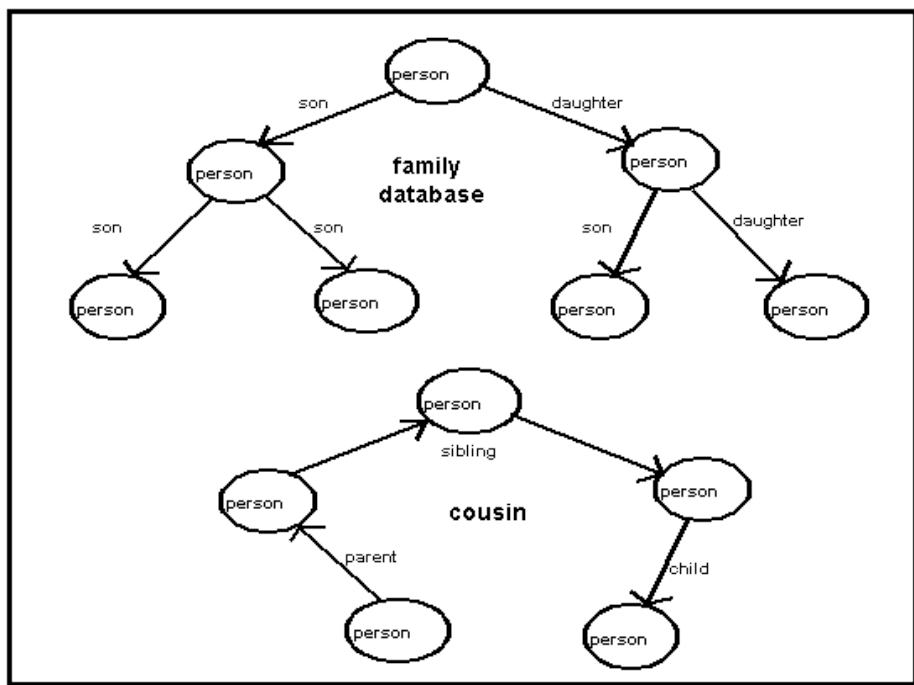 person
son
daughter
person
family
database
person
son
son
son
daughter
person
person
person
person
person
sibling
person
person
cousin
parent
child
person
person